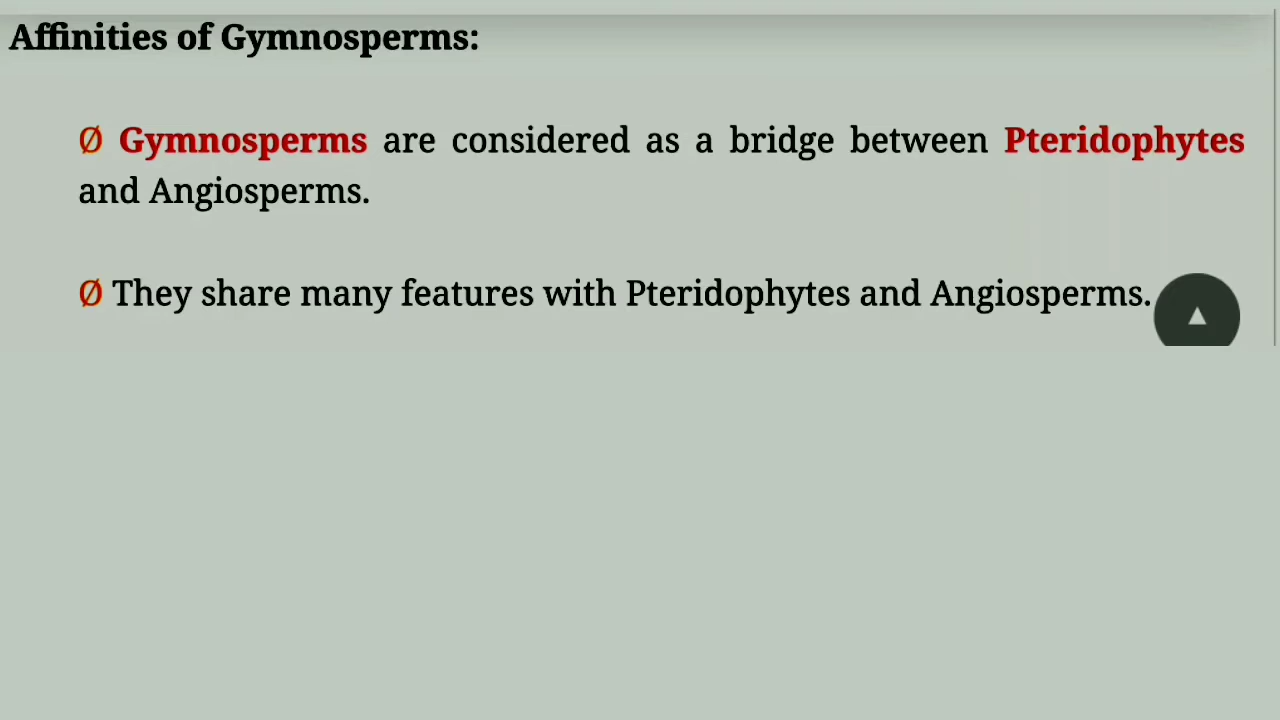 Affinities of Gymnosperms:
Ø Gymnosperms are considered as a bridge between Pteridophytes
and Angiosperms.
Ø They share many features with Pteridophytes and Angiosperms.